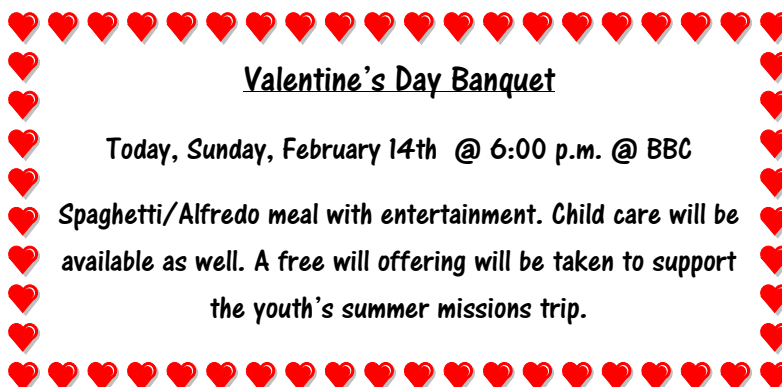 Valentine’s Day Banquet
Today, Sunday, February 14th  @ 6:00 p.m. @ BBC
Spaghetti/Alfredo meal with entertainment. Child care will be
available as well. A free will offering will be taken to support
the youth’s summer missions trip.